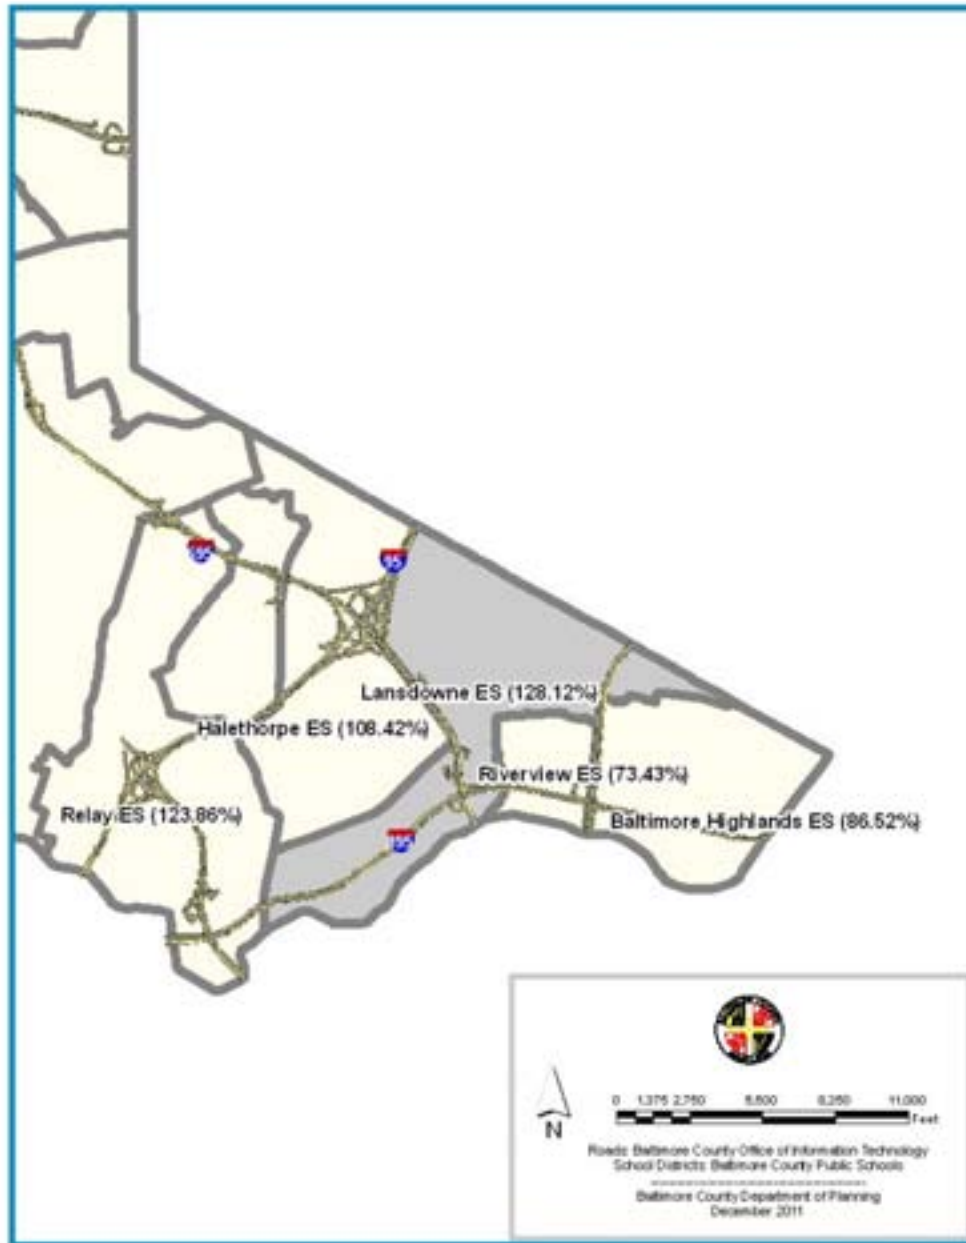 95
Lansdowne ES (128.12%)
Halethorpe ES (108.42%)
Riverview ES (73.43%)
Relay ES (123.86%)
Baltimore Highlands ES (86.52%)
N
0 1,375 2,750 5,500 8,250 11,000
Feet
Roads: Baltimore County Office of Information Technology
School Districts: Baltimore County Public Schools
Baltimore County Department of Planning
December 2011